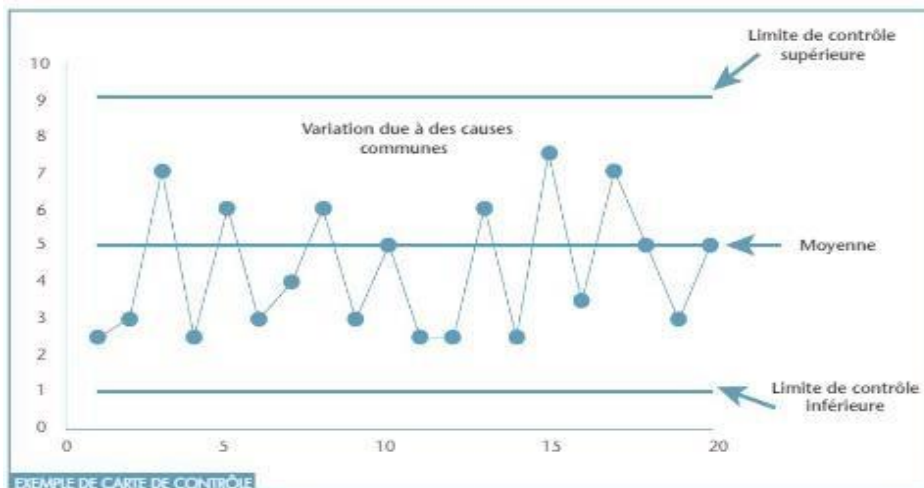 Limite de contrôle
supérieure
10
9
Variation due à des causes
communes
8
7
6
5
Moyenne
4
3
2
1
Limite de contrôle
inférieure
0
0
5
10
15
20
EXEMPLE DE CARTE DE CONTRÔLE